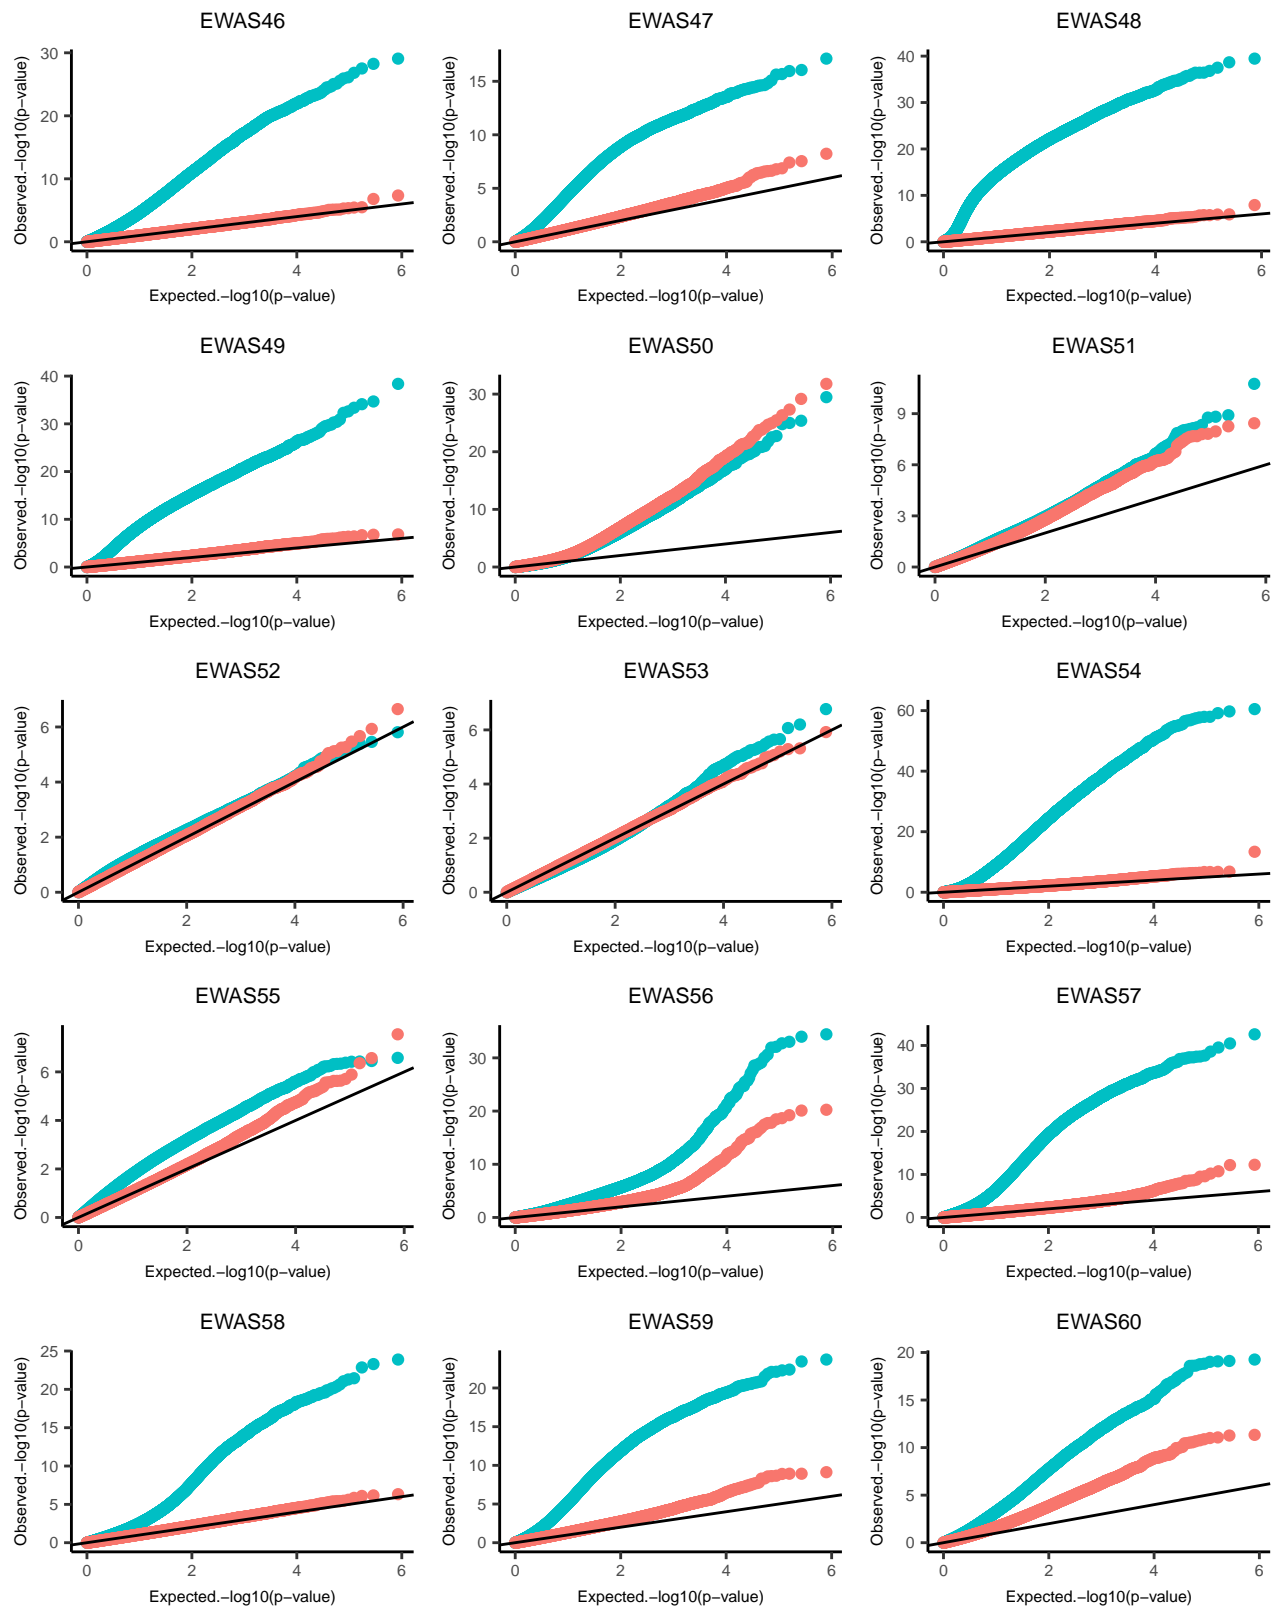 EWAS46
Observed.−log10(p−value)
30
20
10
0
0 2 4 6
Expected.−log10(p−value)
EWAS47
Observed.−log10(p−value)
15
10
5
0
0 2 4 6
Expected.−log10(p−value)
EWAS48
Observed.−log10(p−value)
40
30
20
10
0
0 2 4 6
Expected.−log10(p−value)
EWAS49
Observed.−log10(p−value)
40
30
20
10
0
0 2 4 6
Expected.−log10(p−value)
EWAS50
Observed.−log10(p−value)
30
20
10
0
0 2 4 6
Expected.−log10(p−value)
EWAS51
Observed.−log10(p−value)
9
6
3
0
0 2 4 6
Expected.−log10(p−value)
EWAS52
Observed.−log10(p−value)
6
4
2
0
0 2 4 6
Expected.−log10(p−value)
EWAS53
Observed.−log10(p−value)
6
4
2
0
0 2 4 6
Expected.−log10(p−value)
EWAS54
Observed.−log10(p−value)
60
40
20
0
0 2 4 6
Expected.−log10(p−value)
EWAS55
Observed.−log10(p−value)
6
4
2
0
0 2 4 6
Expected.−log10(p−value)
EWAS56
Observed.−log10(p−value)
30
20
10
0
0 2 4 6
Expected.−log10(p−value)
EWAS57
Observed.−log10(p−value)
40
30
20
10
0
0 2 4 6
Expected.−log10(p−value)
EWAS58
Observed.−log10(p−value)
25
20
15
10
5
0
0 2 4 6
Expected.−log10(p−value)
EWAS59
Observed.−log10(p−value)
25
20
15
10
5
0
0 2 4 6
Expected.−log10(p−value)
EWAS60
Observed.−log10(p−value)
20
15
10
5
0
0 2 4 6
Expected.−log10(p−value)